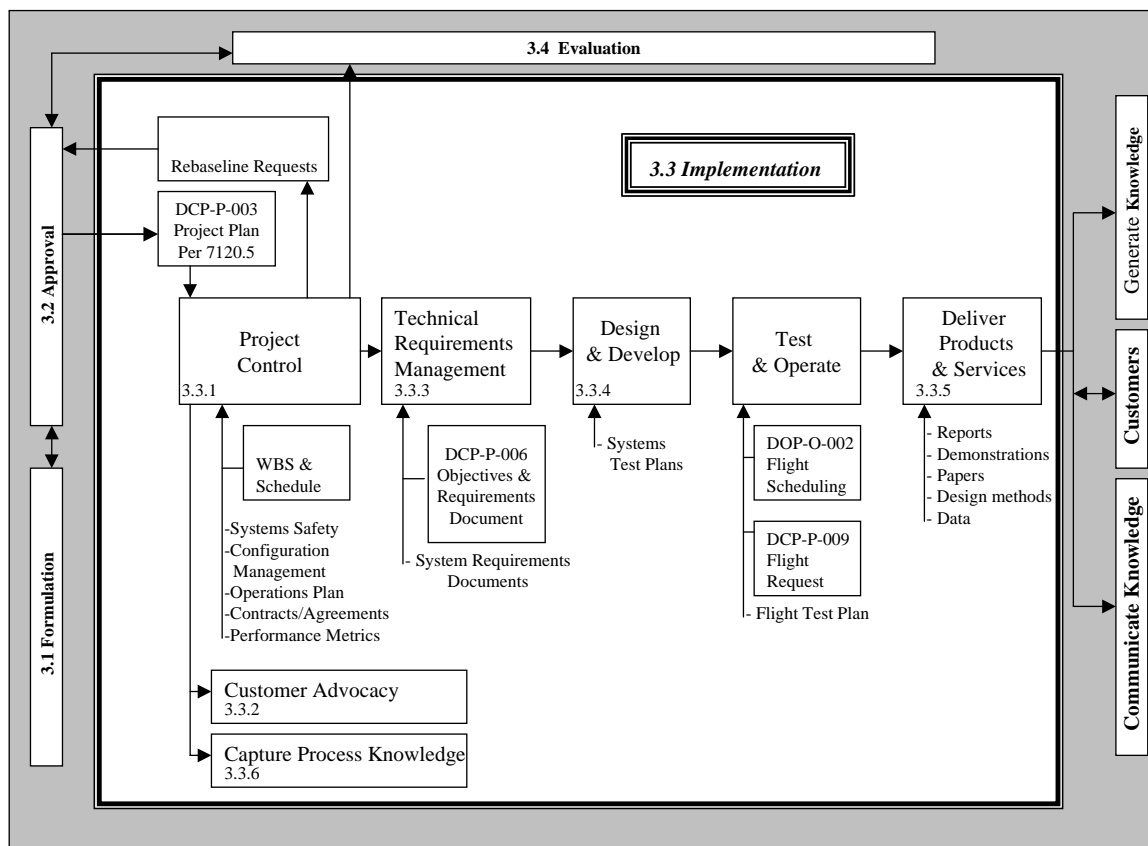 3.4 Evaluation
3.3 Implementation
Rebaseline Requests
DCP-P-003
Project Plan
Per 7120.5
3.2 Approval
3.1 Formulation
Project
Control
3.3.1
Technical
Requirements
Management
3.3.3
Design
& Develop
3.3.4
Test
& Operate
Deliver
Products
& Services
3.3.5
WBS &
Schedule
-Systems Safety
-Configuration
Management
-Operations Plan
-Contracts/Agreements
-Performance Metrics
DCP-P-006
Objectives &
Requirements
Document
- System Requirements
Documents
- Systems
Test Plans
DOP-O-002
Flight
Scheduling
DCP-P-009
Flight
Request
- Flight Test Plan
- Reports
- Demonstrations
- Papers
- Design methods
- Data
Customer Advocacy
3.3.2
Capture Process Knowledge
3.3.6
Generate Knowledge
Customers
Communicate Knowledge